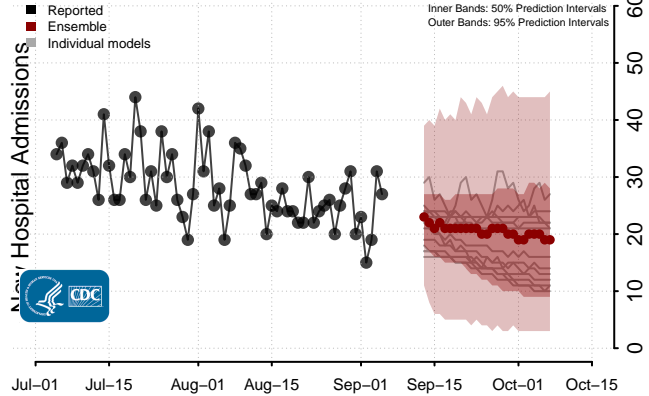 Reported
Ensemble
Individual models
Inner Bands: 50% Prediction Intervals
Outer Bands: 95% Prediction Intervals
New Hospital Admissions
60
50
40
30
20
10
0
CDC
Jul–01
Jul–15
Aug–01
Aug–15
Sep–01
Sep–15
Oct–01
Oct–15